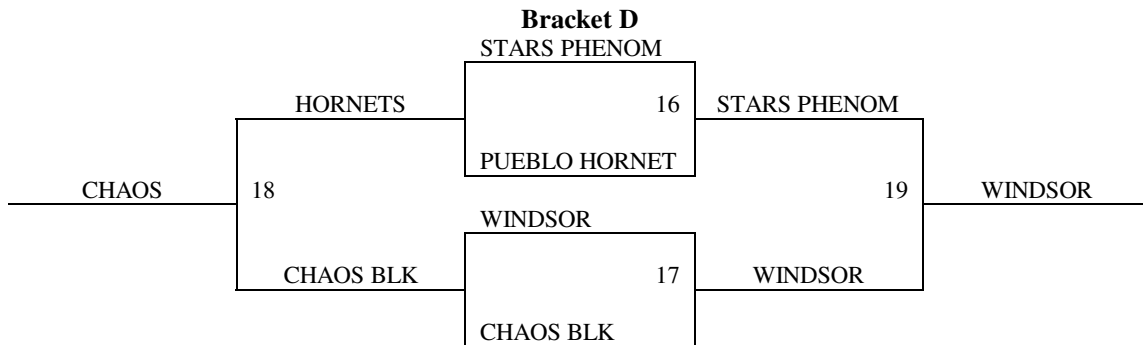 Bracket D
STARS PHENOM
HORNETS 16 STARS PHENOM
PUEBLO HORNET
CHAOS 18 19 WINDSOR
WINDSOR
CHAOS BLK 17 WINDSOR
CHAOS BLK